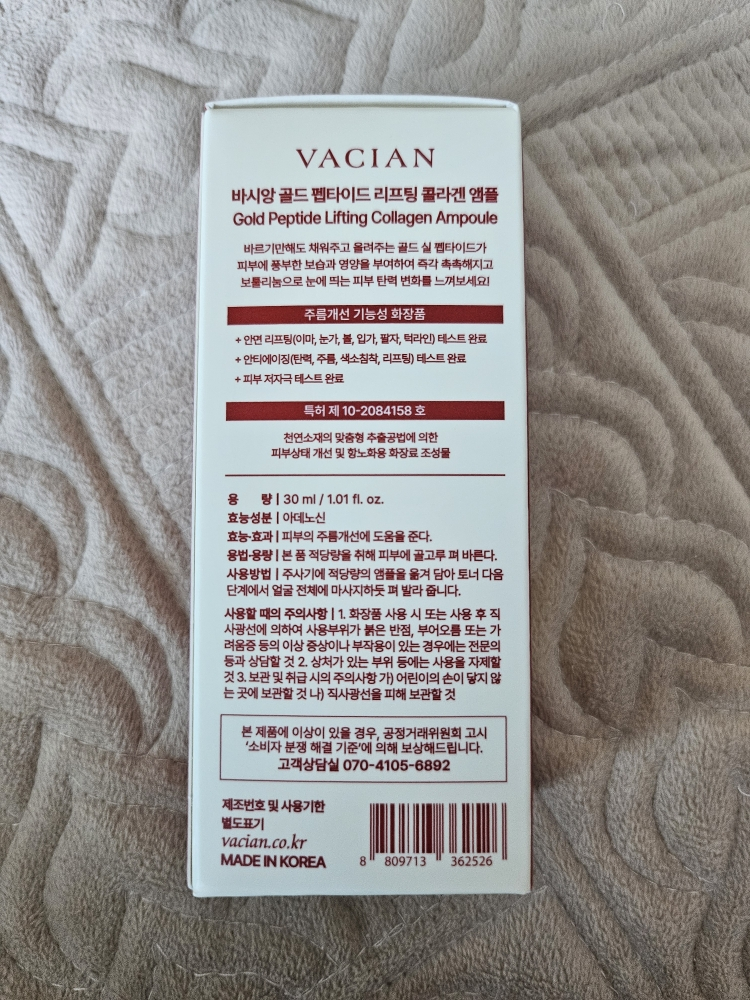 VACIAN
바시앙 골드 펩타이드 리프팅 콜라겐 앰플
Gold Peptide Lifting Collagen Ampoule
바르기만해도 채워주고 올려주는 골드 실 펩타이드가
피부에 풍부한 보습과 영양을 부여하여 즉각 촉촉해지고
보톨리눔으로 눈에 띄는 피부 탄력 변화를 느껴보세요!
주름개선 기능성 화장품
+ 안면 리프팅(이마, 눈가, 볼, 입가, 팔자, 턱라인) 테스트 완료
+ 안티에이징(탄력, 주름, 색소침착, 리프팅) 테스트 완료
+ 피부 저자극 테스트 완료
특허 제 10-2084158 호
천연소재의 맞춤형 추출공법에 의한
피부상태 개선 및 항노화용 화장료 조성물
용 량 | 30 ml / 1.01 fl. oz.
효능성분 | 아데노신
효능·효과 | 피부의 주름개선에 도움을 준다.
용법·용량 | 본 품 적당량을 취해 피부에 골고루 펴 바른다.
사용방법 | 주사기에 적당량의 앰플을 옮겨 담아 토너 다음
단계에서 얼굴 전체에 마사지하듯 펴 발라 줍니다.
사용할 때의 주의사항 | 1. 화장품 사용 시 또는 사용 후 직
사광선에 의하여 사용부위가 붉은 반점, 부어오름 또는 가
려움증 등의 이상 증상이나 부작용이 있는 경우에는 전문의
등과 상담할 것 2. 상처가 있는 부위 등에는 사용을 자제할
것 3. 보관 및 취급 시의 주의사항 가) 어린이의 손이 닿지 않
는 곳에 보관할 것 나) 직사광선을 피해 보관할 것
본 제품에 이상이 있을 경우, 공정거래위원회 고시
'소비자 분쟁 해결 기준'에 의해 보상해드립니다.
고객상담실 070-4105-6892
제조번호 및 사용기한
별도표기
vacian.co.kr
MADE IN KOREA
8 809713 362526